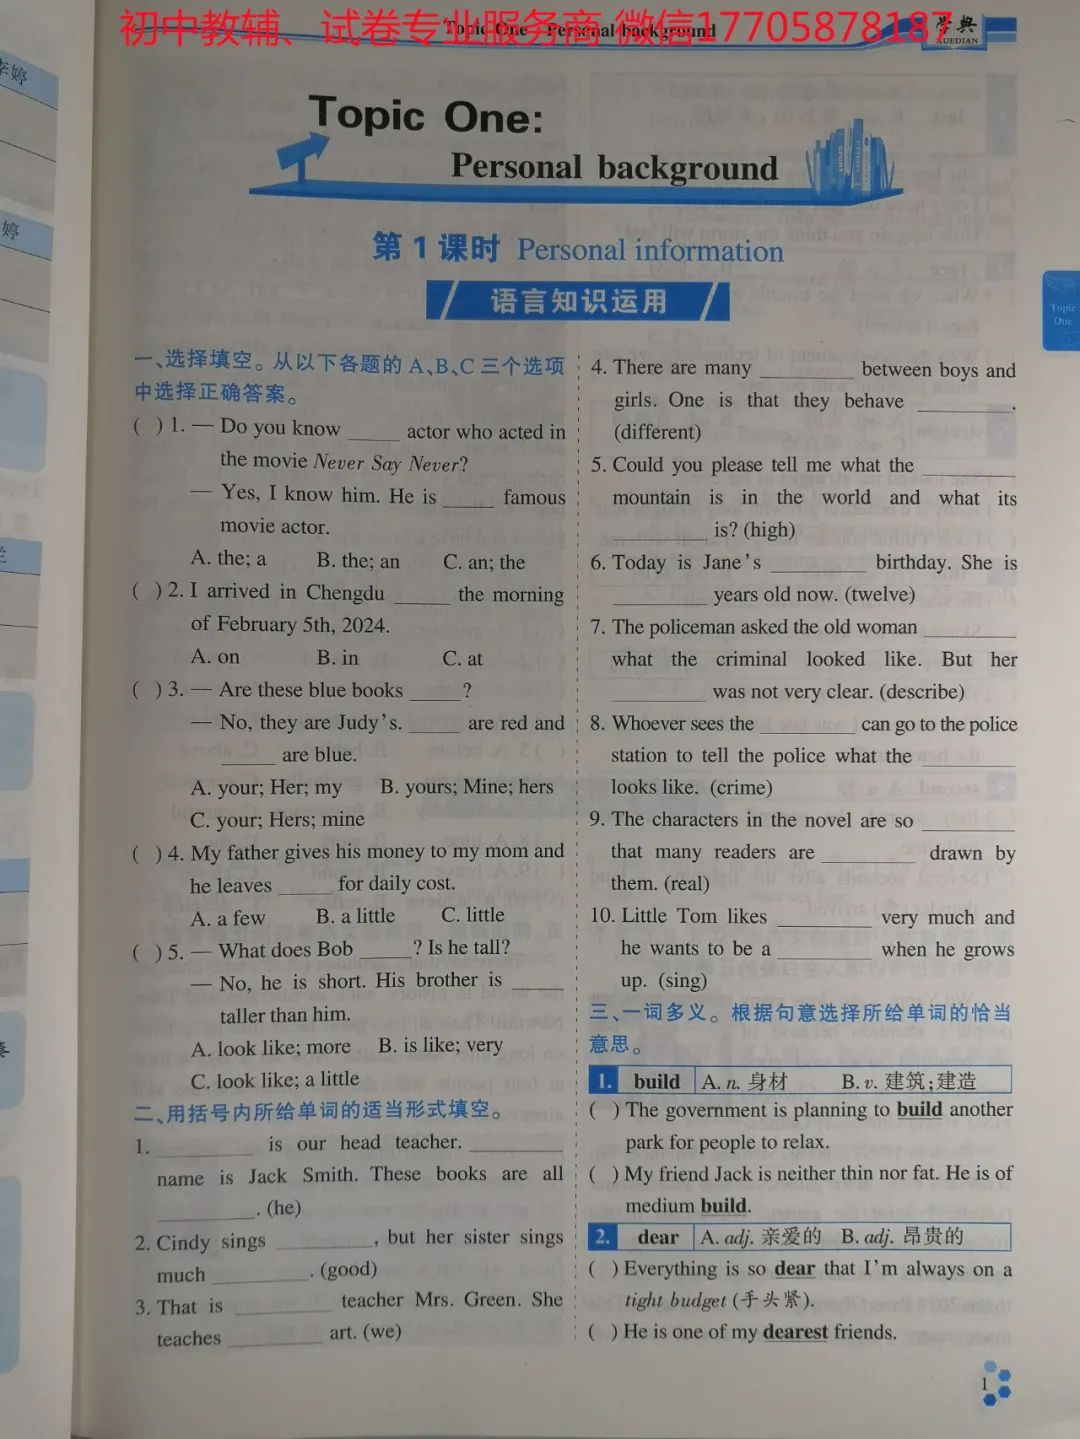 初中教辅、试卷专业服务商 微信17705878187
Topic One Personal background
学典
XUEDIAN
Topic One:
Personal background
第1课时 Personal information
语言知识运用
Topic
One
李婷
婷
一、选择填空。从以下各题的 A、B、C 三个选项
中选择正确答案。
( ) 1. — Do you know _____ actor who acted in
the movie Never Say Never?
— Yes, I know him. He is _____ famous
movie actor.
A. the; a B. the; an C. an; the
( ) 2. I arrived in Chengdu _____ the morning
of February 5th, 2024.
A. on B. in C. at
( ) 3. — Are these blue books _____?
— No, they are Judy's. _____ are red and
_____ are blue.
A. your; Her; my B. yours; Mine; hers
C. your; Hers; mine
( ) 4. My father gives his money to my mom and
he leaves _____ for daily cost.
A. a few B. a little C. little
( ) 5. — What does Bob _____? Is he tall?
— No, he is short. His brother is _____
taller than him.
A. look like; more B. is like; very
C. look like; a little
二、用括号内所给单词的适当形式填空。
1. _________ is our head teacher. _________
name is Jack Smith. These books are all
_________. (he)
2. Cindy sings _________, but her sister sings
much _________. (good)
3. That is _________ teacher Mrs. Green. She
teaches _________ art. (we)
4. There are many _________ between boys and
girls. One is that they behave _________.
(different)
5. Could you please tell me what the _________
mountain is in the world and what its
_________ is? (high)
6. Today is Jane's _________ birthday. She is
_________ years old now. (twelve)
7. The policeman asked the old woman _________
what the criminal looked like. But her
_________ was not very clear. (describe)
8. Whoever sees the _________ can go to the police
station to tell the police what the _________
looks like. (crime)
9. The characters in the novel are so _________
that many readers are _________ drawn by
them. (real)
10. Little Tom likes _________ very much and
he wants to be a _________ when he grows
up. (sing)
三、一词多义。根据句意选择所给单词的恰当
意思。
1. build A. n. 身材 B. v. 建筑;建造
( ) The government is planning to build another
park for people to relax.
( ) My friend Jack is neither thin nor fat. He is of
medium build.
2. dear A. adj. 亲爱的 B. adj. 昂贵的
( ) Everything is so dear that I'm always on a
tight budget (手头紧).
( ) He is one of my dearest friends.
1